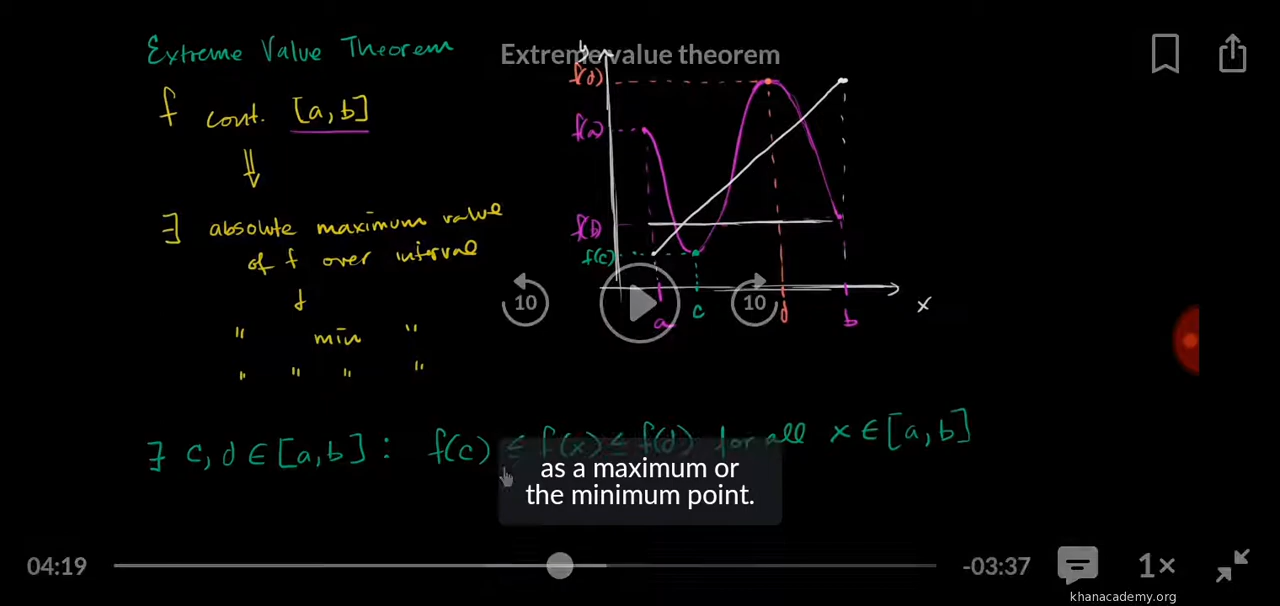 Extreme Value Theorem
Extreme value theorem
y
f(d)
f cont. [a, b]
f(a)
⇓
∃ absolute maximum value
of f over interval
f(b)
f(c)
10
10
" min "
" " " "
a c d b x
∃ c, d ∈ [a, b] : f(c) ≤ f(x) ≤ f(d) for all x ∈ [a, b]
as a maximum or
the minimum point.
04:19
-03:37
1×
khanacademy.org